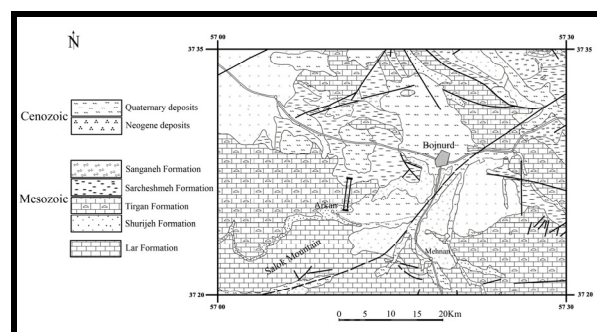 N
Cenozoic
Quaternary deposits
Neogene deposits
Mesozoic
Sanganeh Formation
Sarcheshmeh Formation
Tirgan Formation
Shurijeh Formation
Lar Formation
57 00
57 30
37 35
37 35
Bojnurd
Arkan
Salok Mountain
Mehnan
37 20
37 20
57 00
57 30
0 5 10 15 20Km